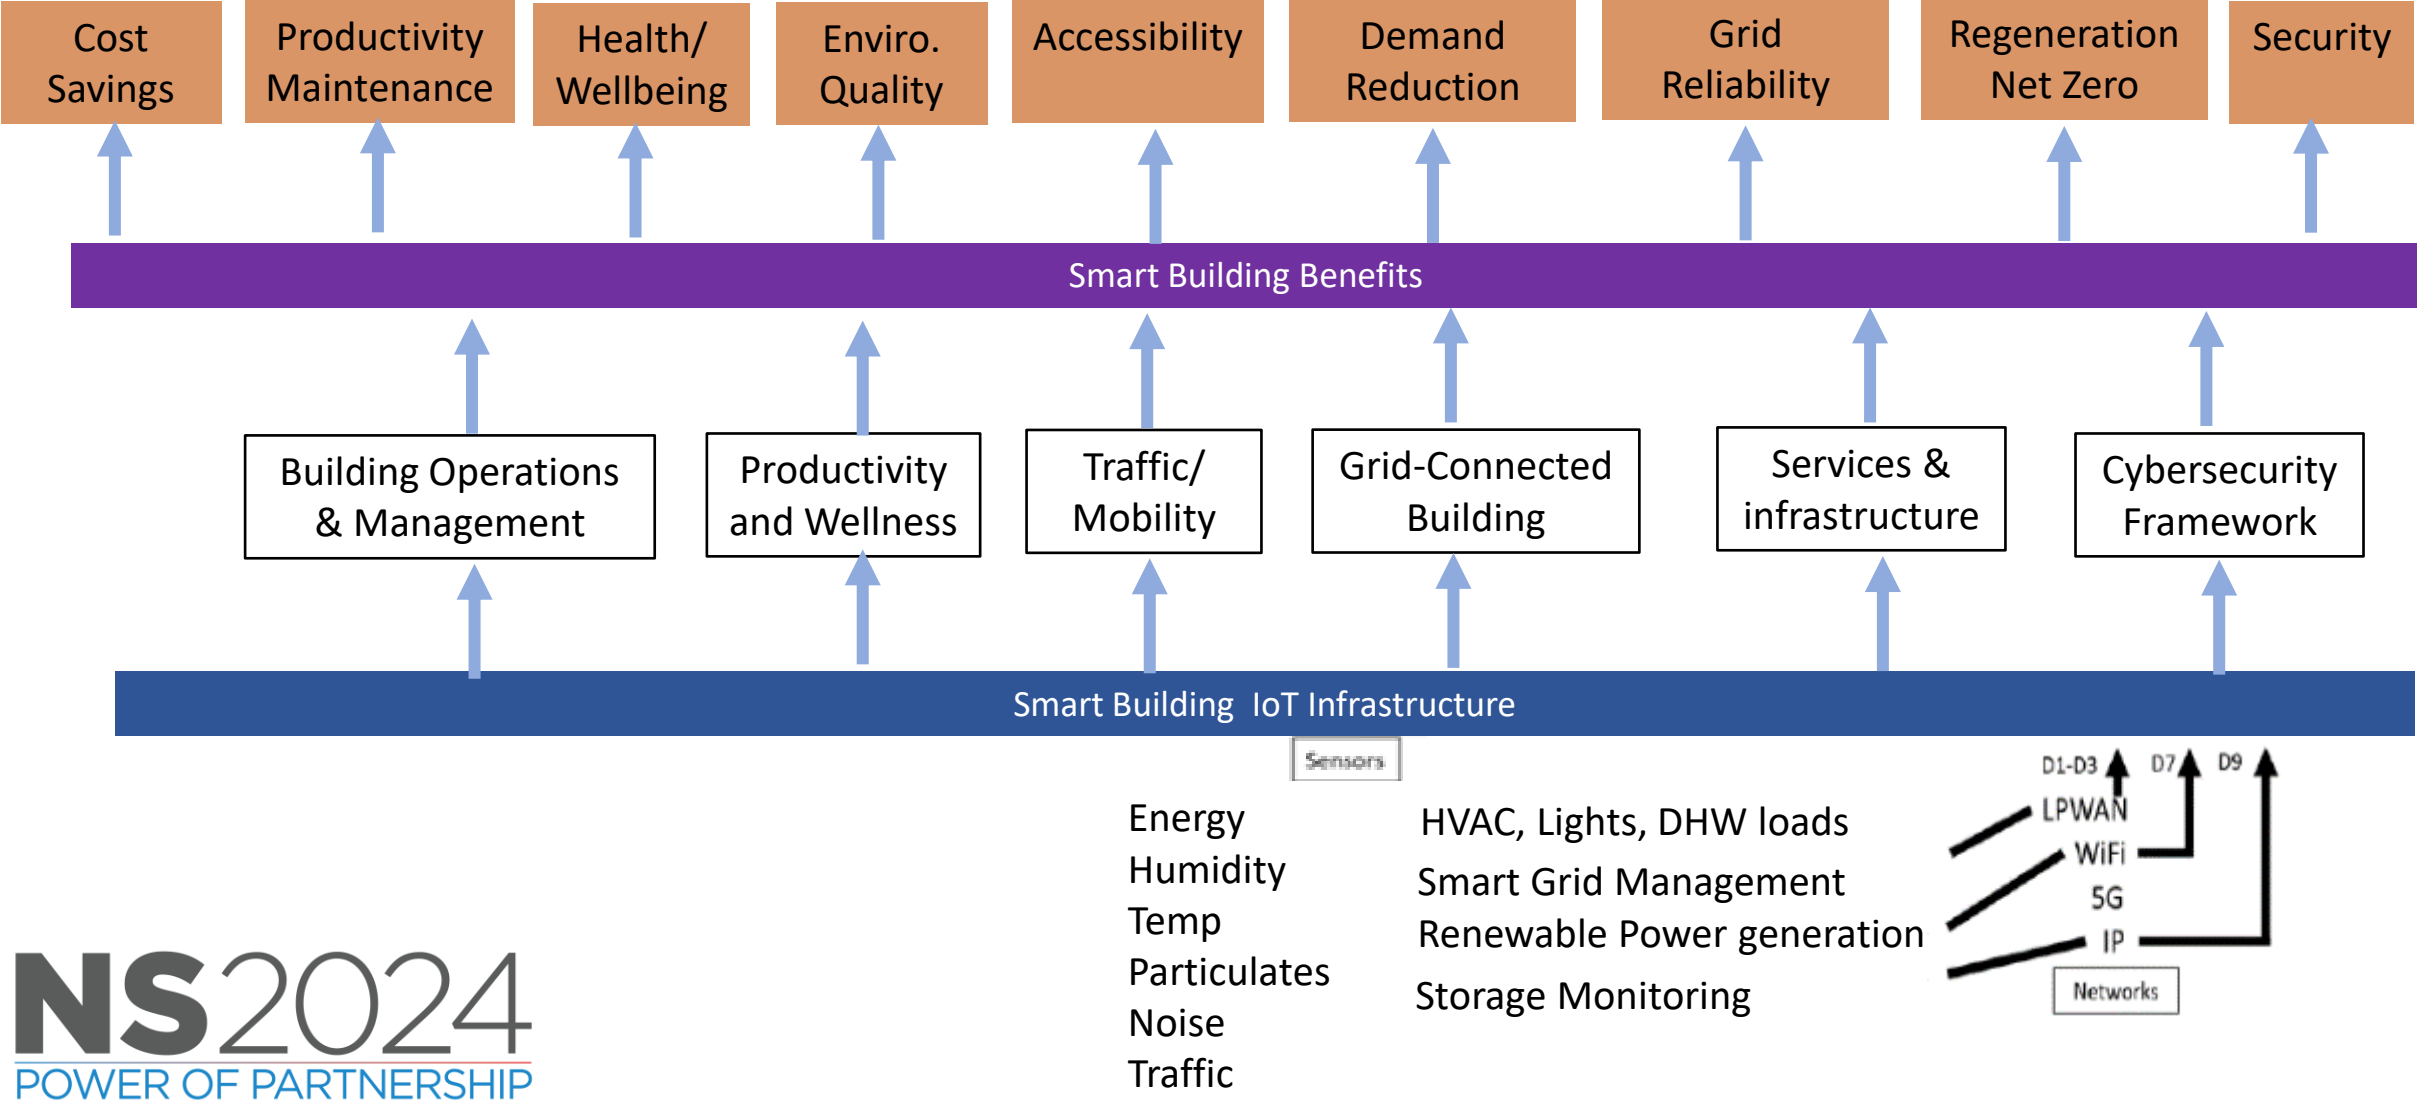 Cost
Savings
Productivity
Maintenance
Health/
Wellbeing
Enviro.
Quality
Accessibility
Demand
Reduction
Grid
Reliability
Regeneration
Net Zero
Security
Smart Building Benefits
Building Operations
& Management
Productivity
and Wellness
Traffic/
Mobility
Grid-Connected
Building
Services &
infrastructure
Cybersecurity
Framework
Smart Building IoT Infrastructure
Sensors
Energy
Humidity
Temp
Particulates
Noise
Traffic
HVAC, Lights, DHW loads
Smart Grid Management
Renewable Power generation
Storage Monitoring
D1-D3 D7 D9
LPWAN
WiFi
5G
IP
Networks
NS2024
POWER OF PARTNERSHIP